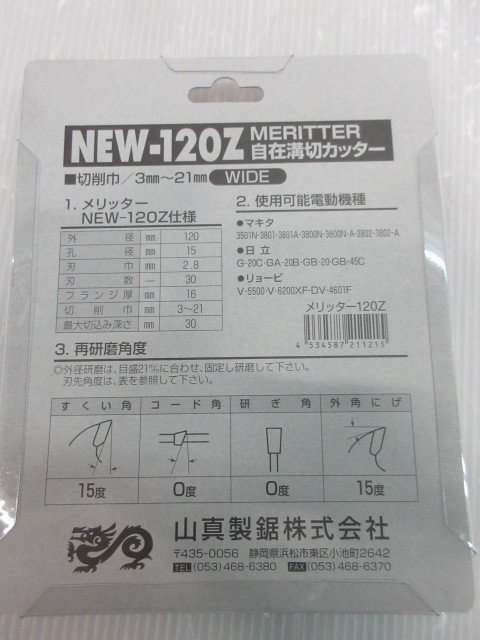 NEW-120Z MERITTER
自在溝切カッター
■切削巾/3mm〜21mm WIDE
1. メリッター
NEW-120Z仕様
外径 mm 120
孔径 mm 15
刃巾 mm 2.8
刃数 — 30
フランジ厚 mm 16
切削巾 mm 3〜21
最大切込み深さ mm 30
2. 使用可能電動機種
●マキタ
3501N・3801・3801A・3800N・3800N-A・3802・3802-A
●日立
G-20C・GA-20B・GB-20・GB-45C
●リョービ
V-5500・V-6200XF・DV-4601F
メリッター120Z
4 534587 211215
3. 再研磨角度
◎外径研磨は、目盛21㎜に合わせ、固定し研磨して下さい。
刃先角度は、表を参照して下さい。
すくい角 コード角 研ぎ角 外角にげ
15度 0度 0度 15度
山真製鋸株式会社
〒435-0056 静岡県浜松市東区小池町2642
TEL (053)468-6380 FAX (053)468-6370